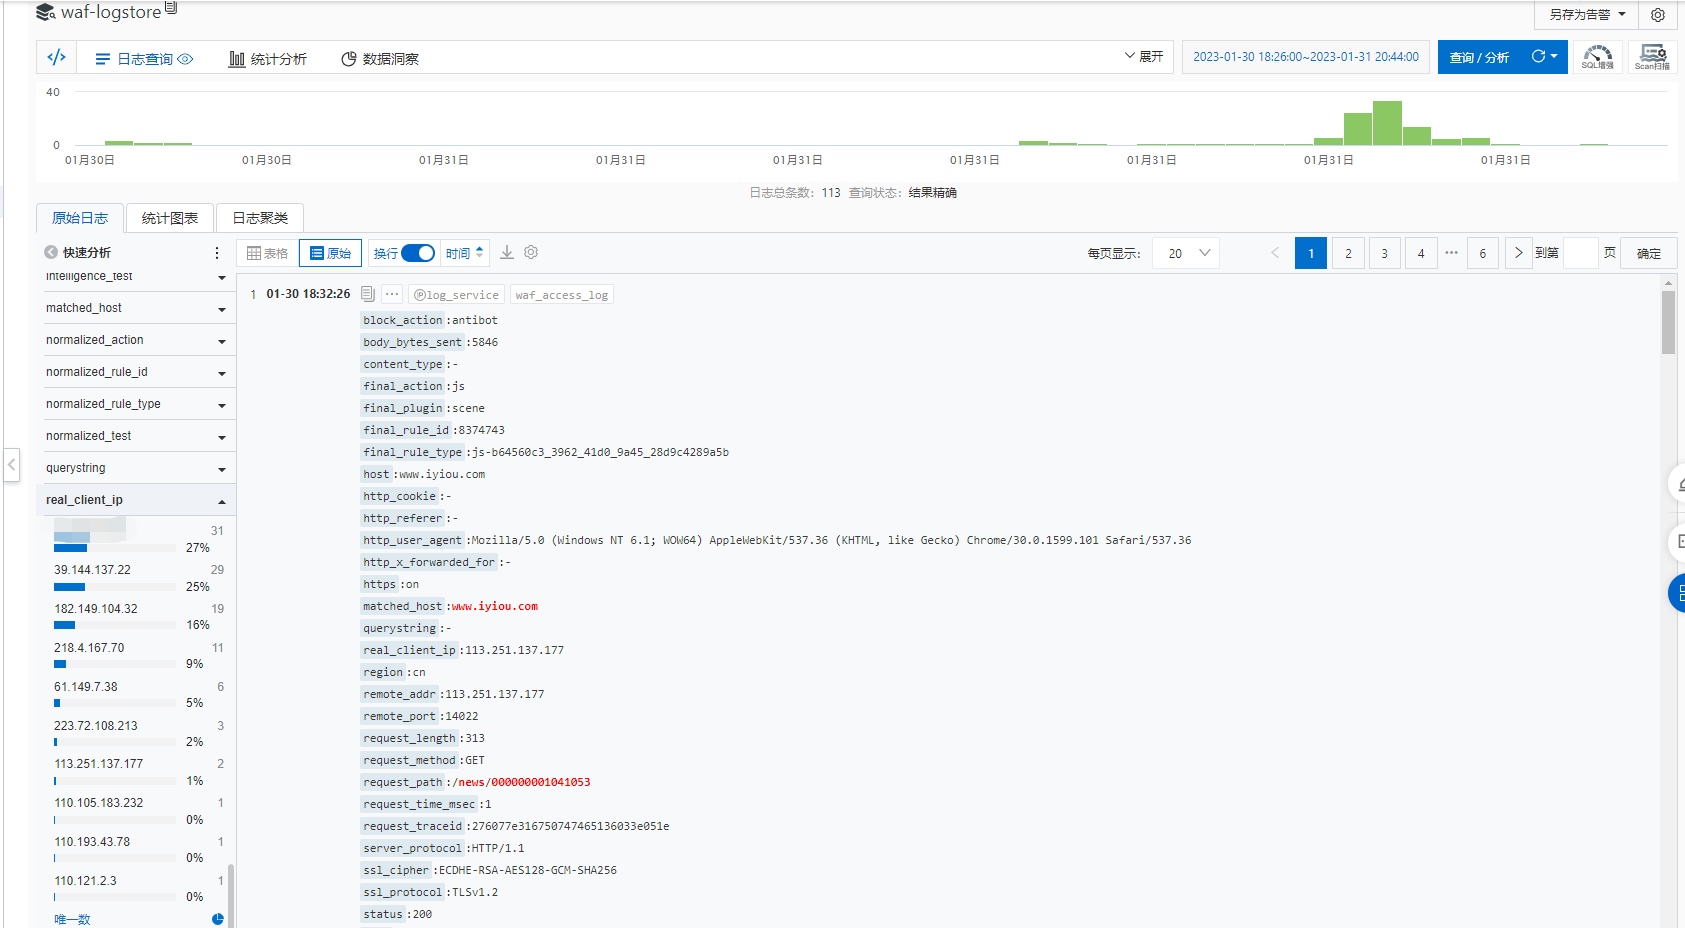 waf-logstore
另存为告警
</>
日志查询
统计分析
数据洞察
展开
2023-01-30 18:26:00~2023-01-31 20:44:00
查询 / 分析
SQL增强
Scan扫描
40
0
01月30日
01月30日
01月31日
01月31日
01月31日
01月31日
01月31日
01月31日
01月31日
日志总条数: 113 查询状态: 结果精确
原始日志
统计图表
日志聚类
快速分析
表格
原始
换行
时间
每页显示:
20
1
2
3
4
6
到第
页
确定
intelligence_test
matched_host
normalized_action
normalized_rule_id
normalized_rule_type
normalized_test
querystring
real_client_ip
31
27%
39.144.137.22 29
25%
182.149.104.32 19
16%
218.4.167.70 11
9%
61.149.7.38 6
5%
223.72.108.213 3
2%
113.251.137.177 2
1%
110.105.183.232 1
0%
110.193.43.78 1
0%
110.121.2.3 1
0%
唯一数
1 01-30 18:32:26 log_service waf_access_log
block_action :antibot
body_bytes_sent :5846
content_type :-
final_action :js
final_plugin :scene
final_rule_id :8374743
final_rule_type :js-b64560c3_3962_41d0_9a45_28d9c4289a5b
host :www.iyiou.com
http_cookie :-
http_referer :-
http_user_agent :Mozilla/5.0 (Windows NT 6.1; WOW64) AppleWebKit/537.36 (KHTML, like Gecko) Chrome/30.0.1599.101 Safari/537.36
http_x_forwarded_for :-
https :on
matched_host :www.iyiou.com
querystring :-
real_client_ip :113.251.137.177
region :cn
remote_addr :113.251.137.177
remote_port :14022
request_length :313
request_method :GET
request_path :/news/000000001041053
request_time_msec :1
request_traceid :276077e316750747465136033e051e
server_protocol :HTTP/1.1
ssl_cipher :ECDHE-RSA-AES128-GCM-SHA256
ssl_protocol :TLSv1.2
status :200